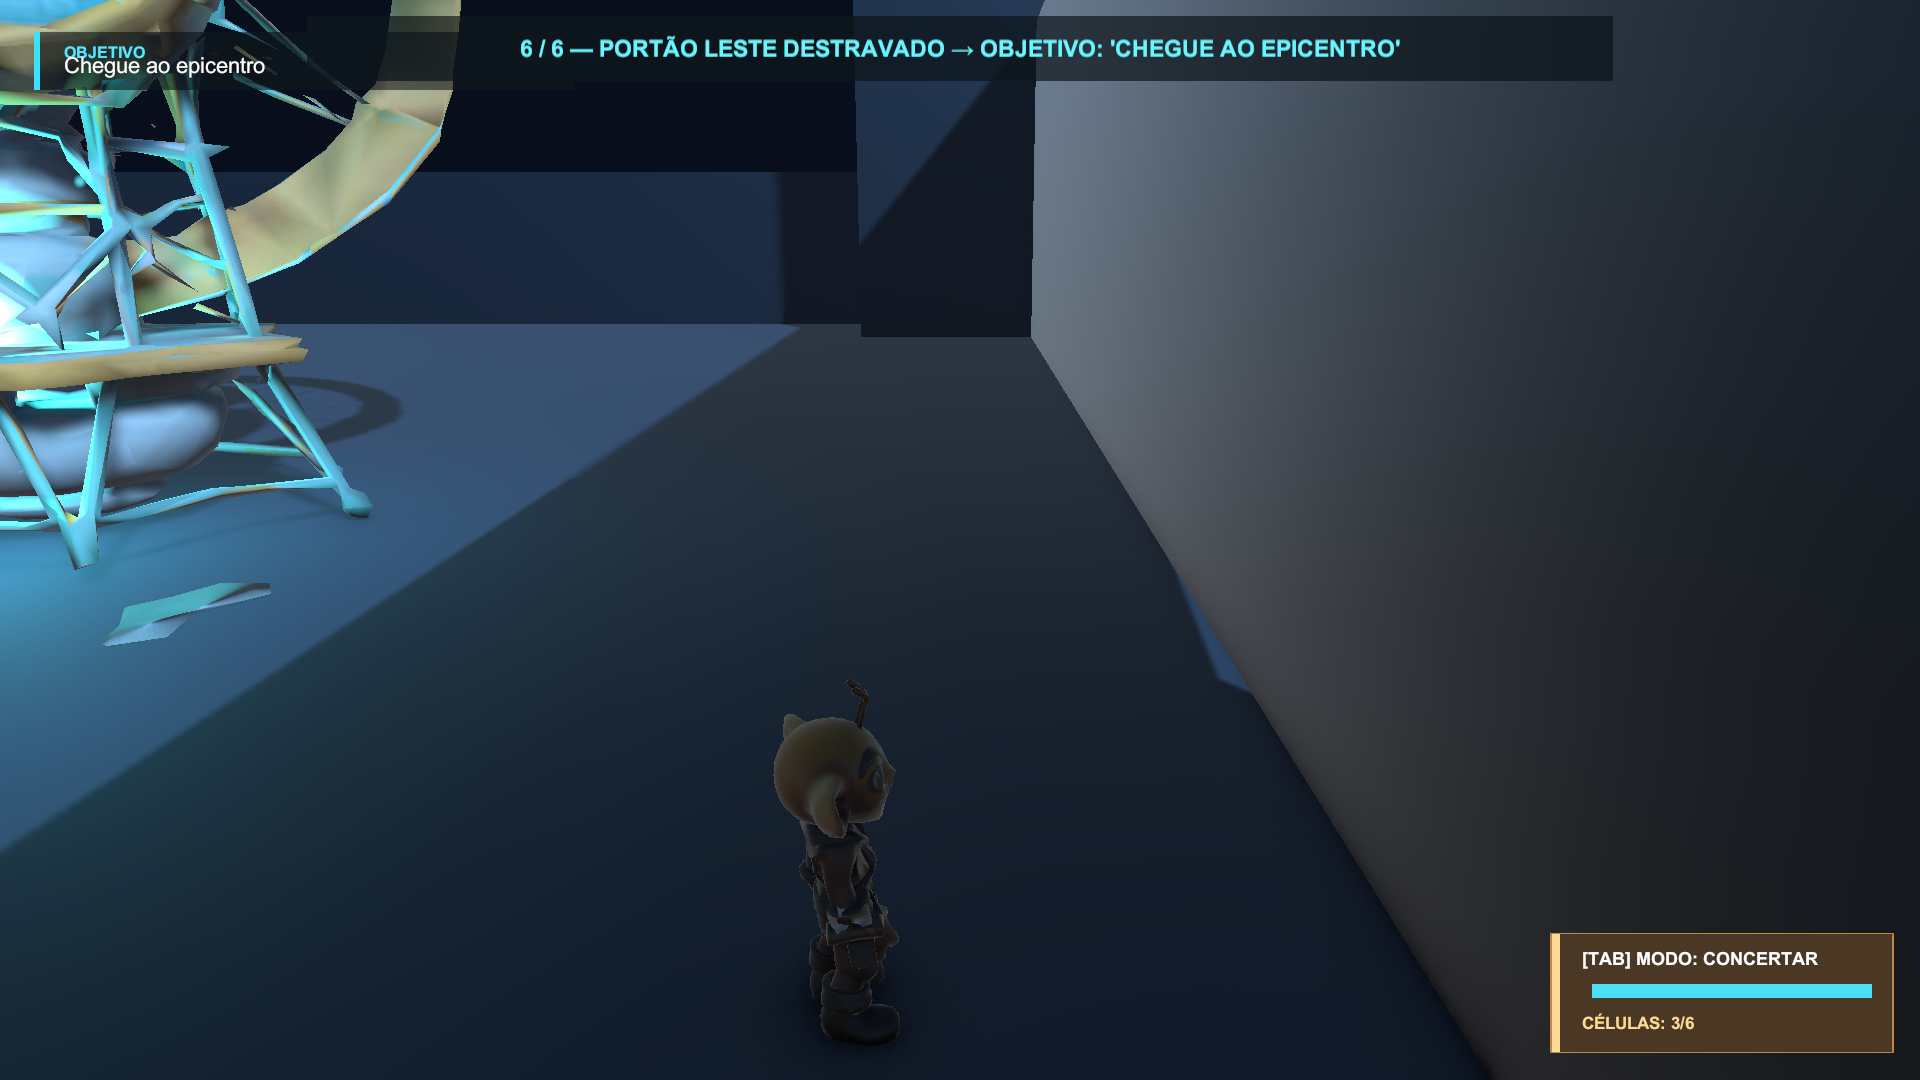 6 / 6 — PORTÃO LESTE DESTRAVADO → OBJETIVO: 'CHEGUE AO EPICENTRO'
OBJETIVO
Chegue ao epicentro
[TAB] MODO: CONCERTAR
CÉLULAS: 3/6